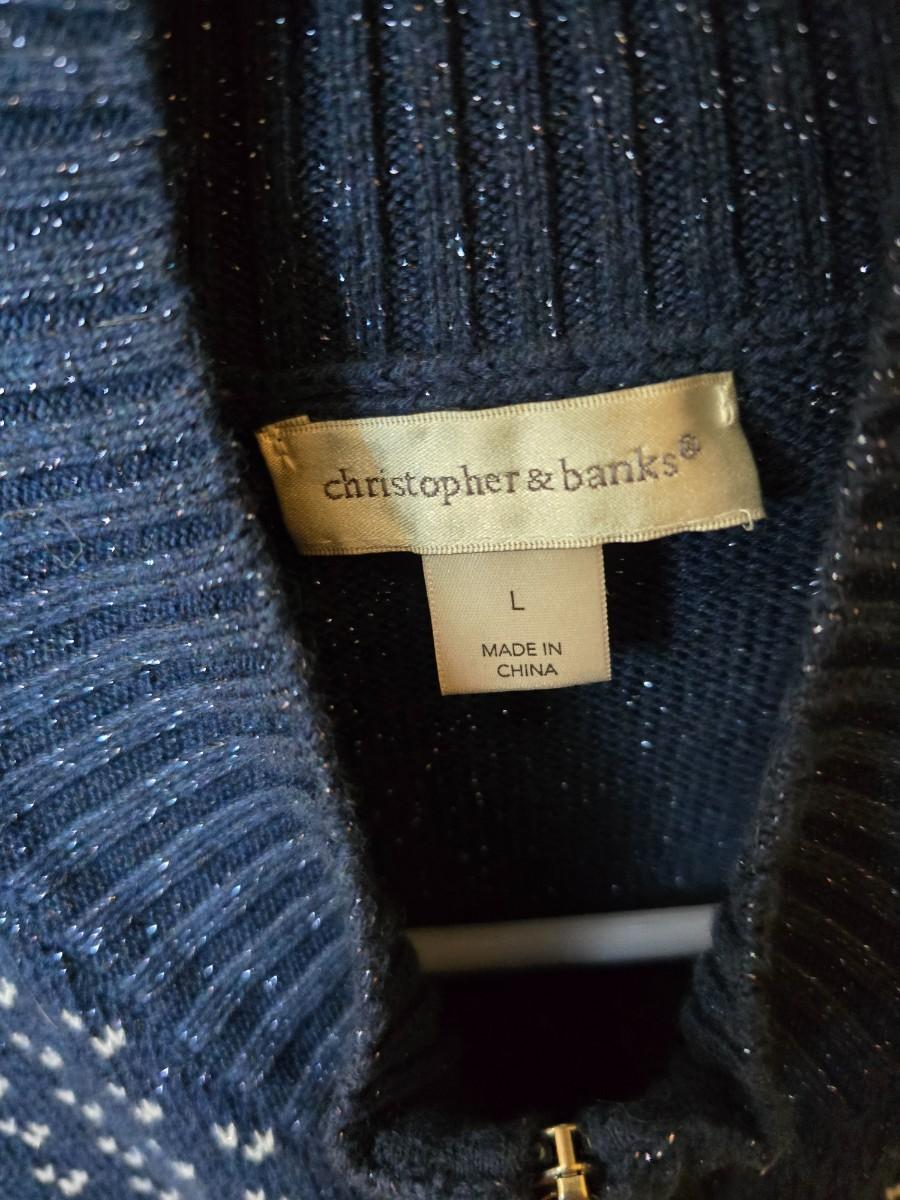 christopher & banks®
L
MADE IN
CHINA